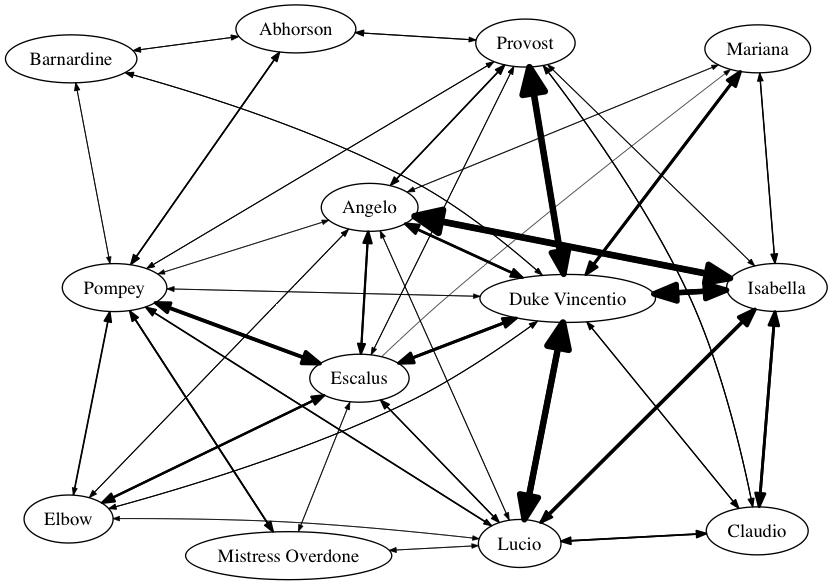 Abhorson
Provost
Mariana
Barnardine
Angelo
Pompey
Duke Vincentio
Isabella
Escalus
Elbow
Mistress Overdone
Lucio
Claudio